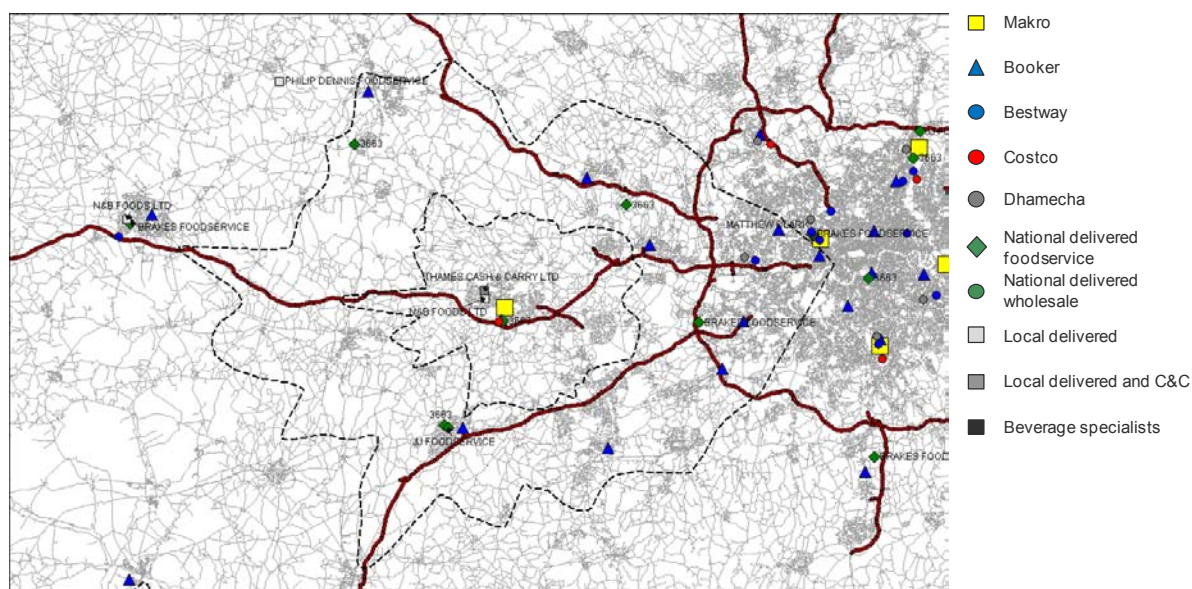 PHILIP DENNIS FOODSERVICE
3663
3663
N&B FOODS LTD
BRAKES FOODSERVICE
3663
BRAKES FOODSERVICE
3663
THAMES CASH & CARRY LTD
N&B FOODS LTD
3663
BRAKES FOODSERVICE
3663
JJ FOODSERVICE
BRAKES FOOD
Makro
Booker
Bestway
Costco
Dhamecha
National delivered
foodservice
National delivered
wholesale
Local delivered
Local delivered and C&C
Beverage specialists